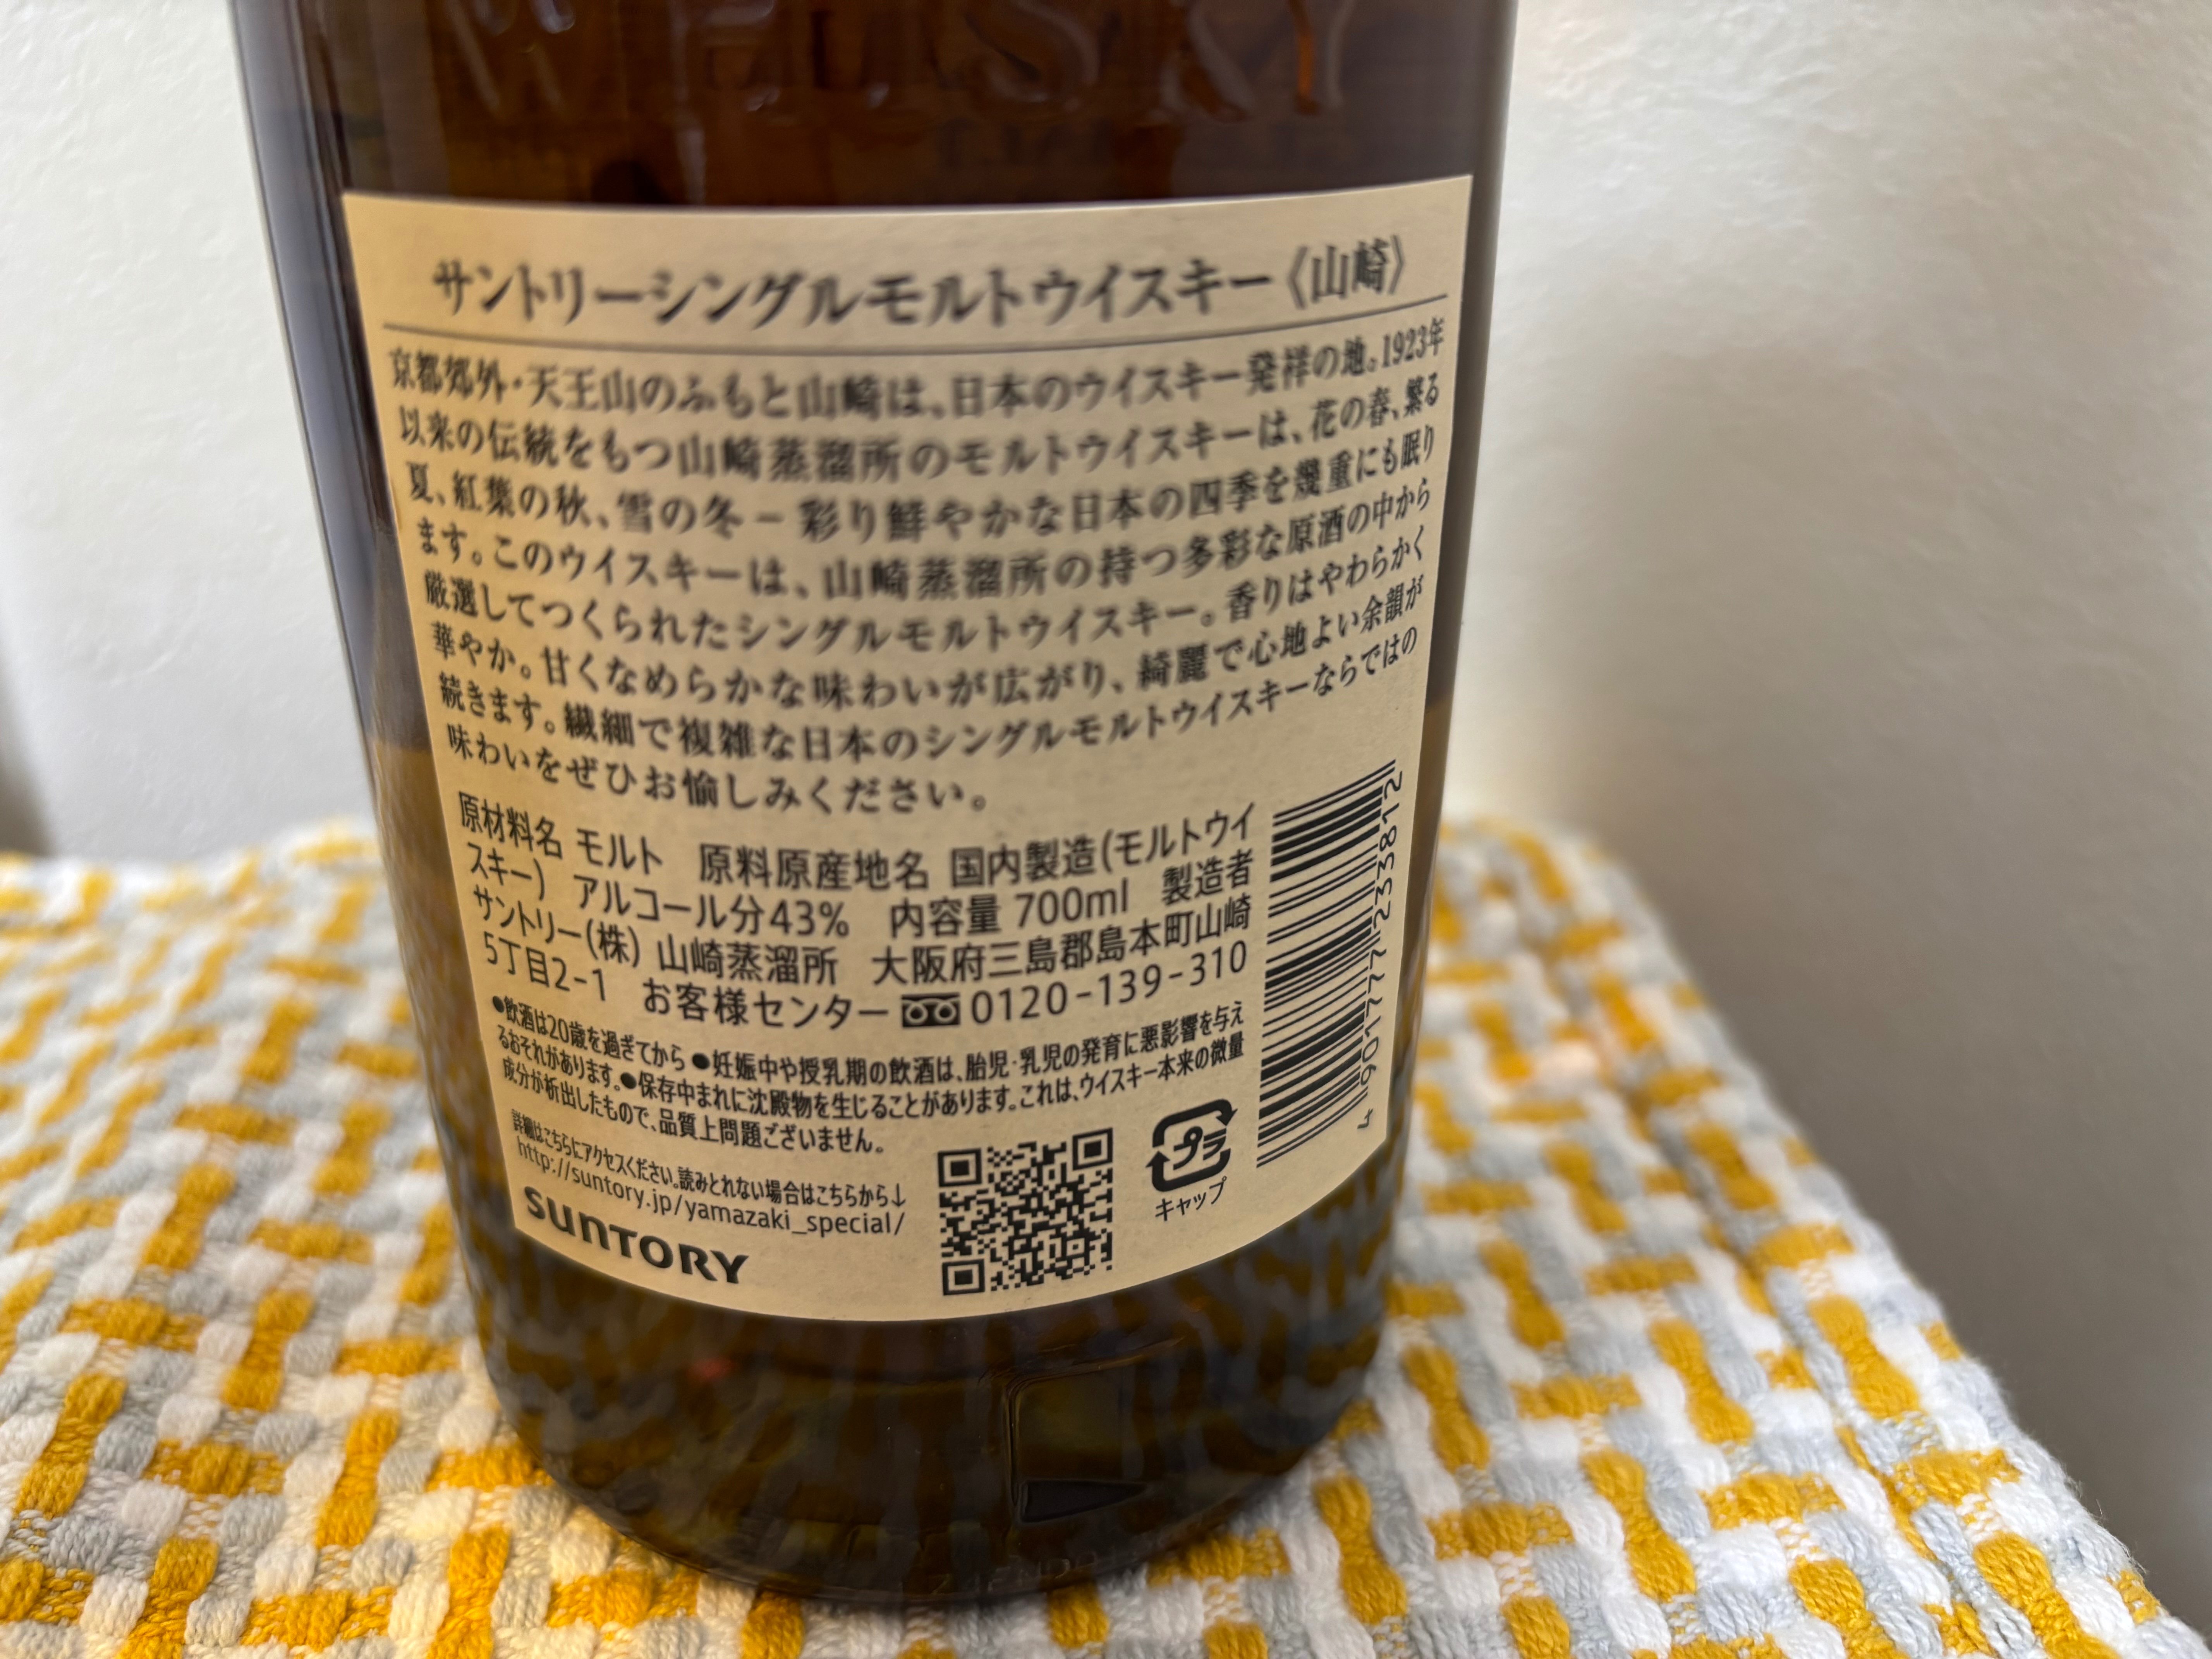 WHISKY
サントリーシングルモルトウイスキー《山崎》
京都郊外・天王山のふもと山崎は、日本のウイスキー発祥の地。1923年
以来の伝統をもつ山崎蒸溜所のモルトウイスキーは、花の春、繁る
夏、紅葉の秋、雪の冬－彩り鮮やかな日本の四季を幾重にも眠り
ます。このウイスキーは、山崎蒸溜所の持つ多彩な原酒の中から
厳選してつくられたシングルモルトウイスキー。香りはやわらかく
華やか。甘くなめらかな味わいが広がり、綺麗で心地よい余韻が
続きます。繊細で複雑な日本のシングルモルトウイスキーならではの
味わいをぜひお愉しみください。
原材料名 モルト 原料原産地名 国内製造(モルトウイ
スキー) アルコール分43% 内容量 700ml 製造者
サントリー(株) 山崎蒸溜所 大阪府三島郡島本町山崎
5丁目2-1 お客様センター 0120-139-310
●飲酒は20歳を過ぎてから ●妊娠中や授乳期の飲酒は、胎児・乳児の発育に悪影響を与え
るおそれがあります。●保存中まれに沈殿物を生じることがあります。これは、ウイスキー本来の微量
成分が析出したもので、品質上問題ございません。
詳細はこちらにアクセスください。読みとれない場合はこちらから↓
http://suntory.jp/yamazaki_special/
SUNTORY
プラ
キャップ
4 901777 233812